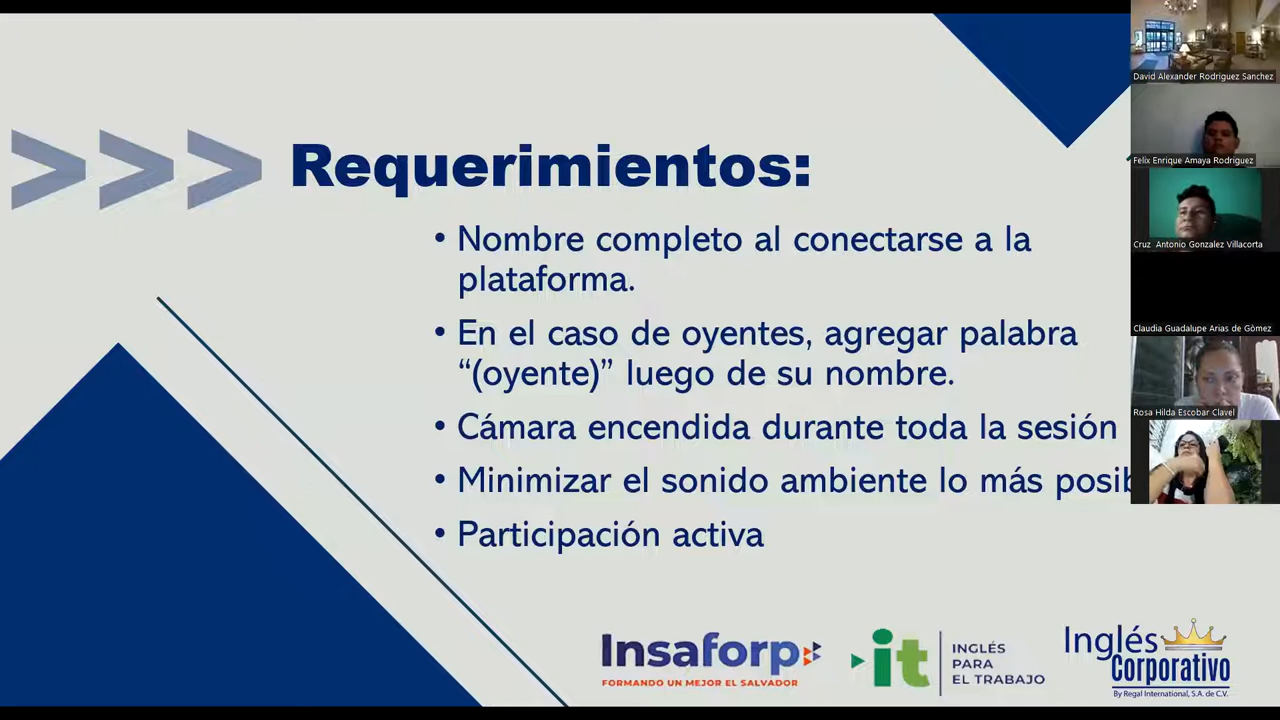 Requerimientos:
• Nombre completo al conectarse a la
plataforma.
• En el caso de oyentes, agregar palabra
“(oyente)” luego de su nombre.
• Cámara encendida durante toda la sesión
• Minimizar el sonido ambiente lo más posib
• Participación activa
Insaforp
FORMANDO UN MEJOR EL SALVADOR
it
INGLÉS
PARA
EL TRABAJO
Inglés
Corporativo
By Regal International, S.A. de C.V.
David Alexander Rodriguez Sanchez
Felix Enrique Amaya Rodriguez
Cruz Antonio Gonzalez Villacorta
Claudia Guadalupe Arias de Gómez
Rosa Hilda Escobar Clavel